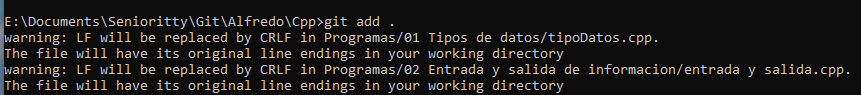 E:\Documents\Senioritty\Git\Alfredo\Cpp>git add .
warning: LF will be replaced by CRLF in Programas/01 Tipos de datos/tipoDatos.cpp.
The file will have its original line endings in your working directory
warning: LF will be replaced by CRLF in Programas/02 Entrada y salida de informacion/entrada y salida.cpp.
The file will have its original line endings in your working directory